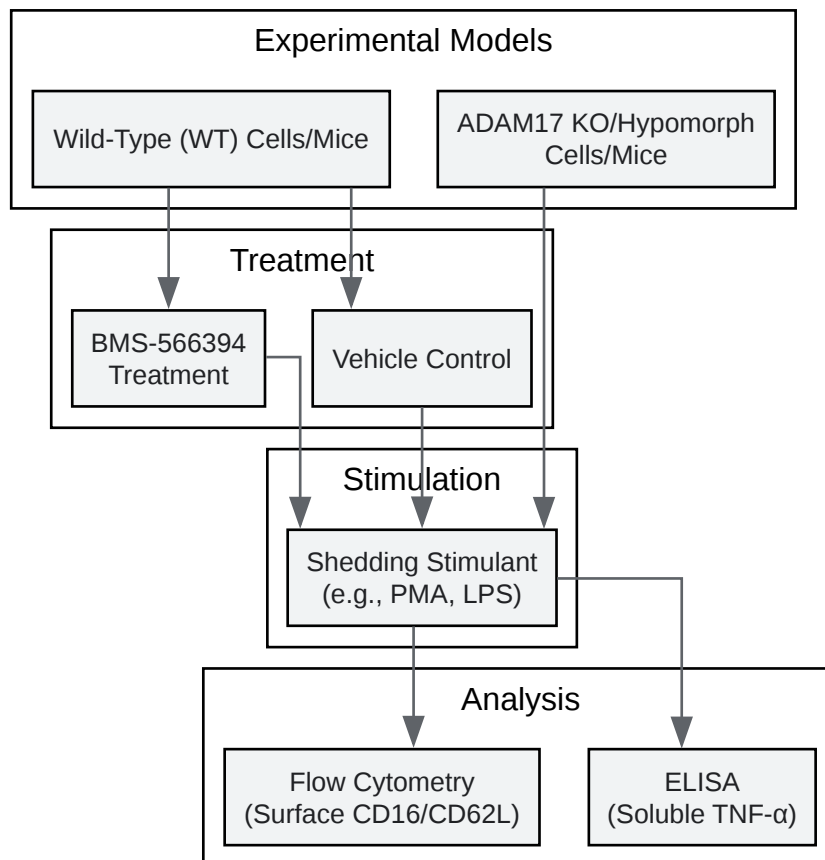 Experimental Models
Wild-Type (WT) Cells/Mice
ADAM17 KO/Hypomorph
Cells/Mice
Treatment
BMS-566394
Treatment
Vehicle Control
Stimulation
Shedding Stimulant
(e.g., PMA, LPS)
Analysis
Flow Cytometry
(Surface CD16/CD62L)
ELISA
(Soluble TNF-α)